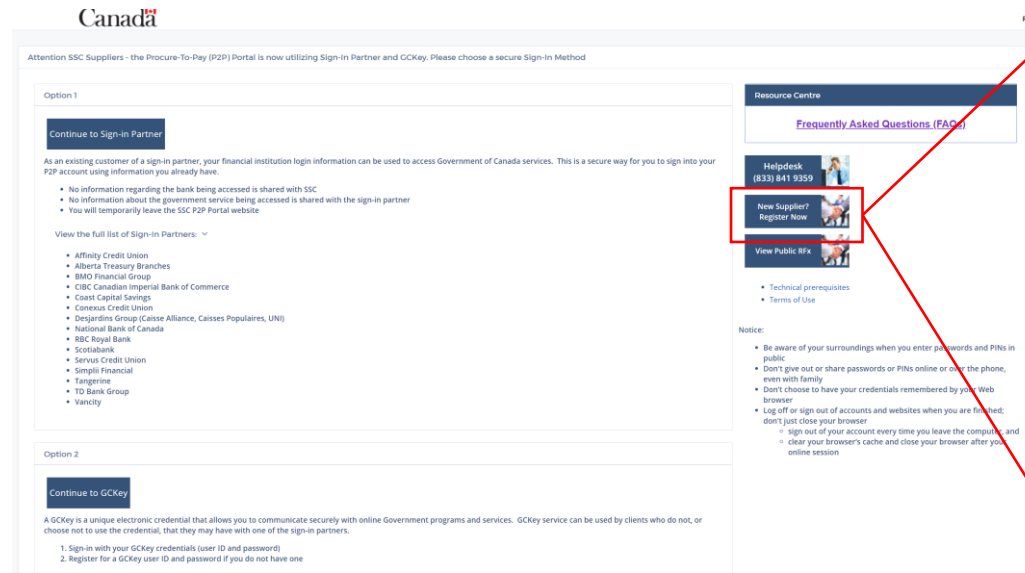 Canada
Attention SSC Suppliers - the Procure-To-Pay (P2P) Portal is now utilizing Sign-In Partner and GCKey. Please choose a secure Sign-In Method
Option 1
Continue to Sign-in Partner
As an existing customer of a sign-in partner, your financial institution login information can be used to access Government of Canada services. This is a secure way for you to sign into your
P2P account using information you already have.
No information regarding the bank being accessed is shared with SSC
No information about the government service being accessed is shared with the sign-in partner
You will temporarily leave the SSC P2P Portal website
View the full list of Sign-In Partners:
Affinity Credit Union
Alberta Treasury Branches
BMO Financial Group
CIBC Canadian Imperial Bank of Commerce
Coast Capital Savings
Conexus Credit Union
Desjardins Group (Caisse Alliance, Caisses Populaires, UNI)
National Bank of Canada
RBC Royal Bank
Scotiabank
Servus Credit Union
Simplii Financial
Tangerine
TD Bank Group
Vancity
Option 2
Continue to GCKey
A GCKey is a unique electronic credential that allows you to communicate securely with online Government programs and services. GCKey service can be used by clients who do not, or
choose not to use the credential, that they may have with one of the sign-in partners.
1. Sign-in with your GCKey credentials (user ID and password)
2. Register for a GCKey user ID and password if you do not have one
Resource Centre
Frequently Asked Questions (FAQs)
Helpdesk
(833) 841 9359
New Supplier?
Register Now
View Public RFx
Technical prerequisites
Terms of Use
Notice:
Be aware of your surroundings when you enter passwords and PINs in
public
Don't give out or share passwords or PINs online or over the phone,
even with family
Don't choose to have your credentials remembered by your Web
browser
Log off or sign out of accounts and websites when you are finished;
don't just close your browser
sign out of your account every time you leave the computer, and
clear your browser's cache and close your browser after your
online session